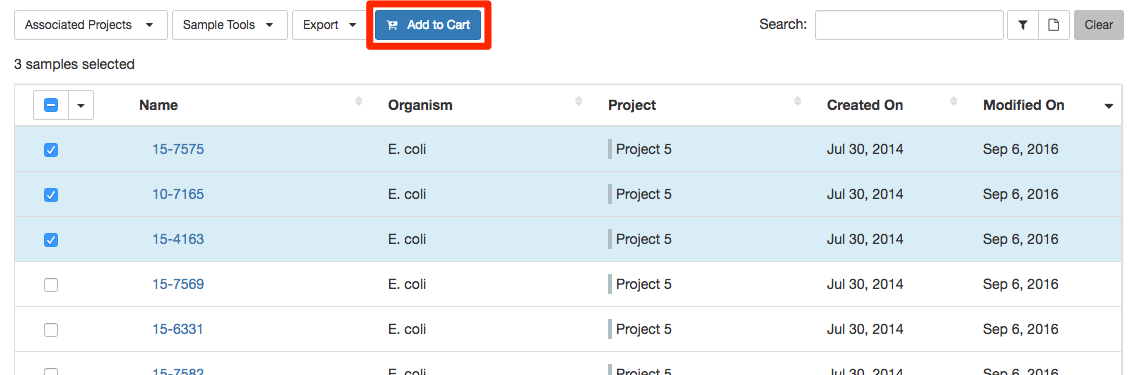 Associated Projects Sample Tools Export Add to Cart Search: Clear
3 samples selected
Name Organism Project Created On Modified On
15-7575 E. coli Project 5 Jul 30, 2014 Sep 6, 2016
10-7165 E. coli Project 5 Jul 30, 2014 Sep 6, 2016
15-4163 E. coli Project 5 Jul 30, 2014 Sep 6, 2016
15-7569 E. coli Project 5 Jul 30, 2014 Sep 6, 2016
15-6331 E. coli Project 5 Jul 30, 2014 Sep 6, 2016
15-7582 E. coli Project 5 Jul 30, 2014 Sep 6, 2016